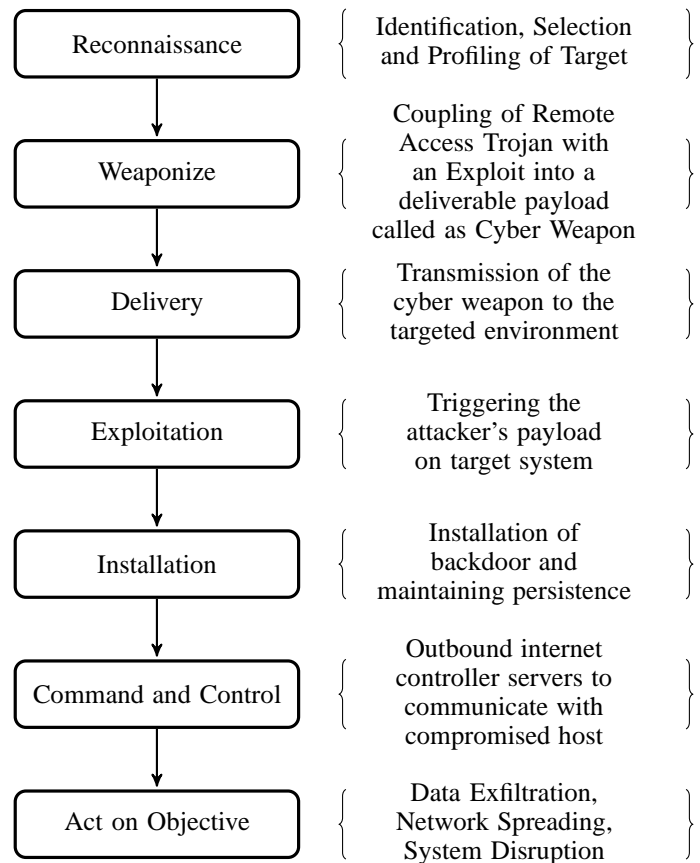 Reconnaissance
Identification, Selection
and Profiling of Target
Weaponize
Coupling of Remote
Access Trojan with
an Exploit into a
deliverable payload
called as Cyber Weapon
Delivery
Transmission of the
cyber weapon to the
targeted environment
Exploitation
Triggering the
attacker's payload
on target system
Installation
Installation of
backdoor and
maintaining persistence
Command and Control
Outbound internet
controller servers to
communicate with
compromised host
Act on Objective
Data Exfiltration,
Network Spreading,
System Disruption